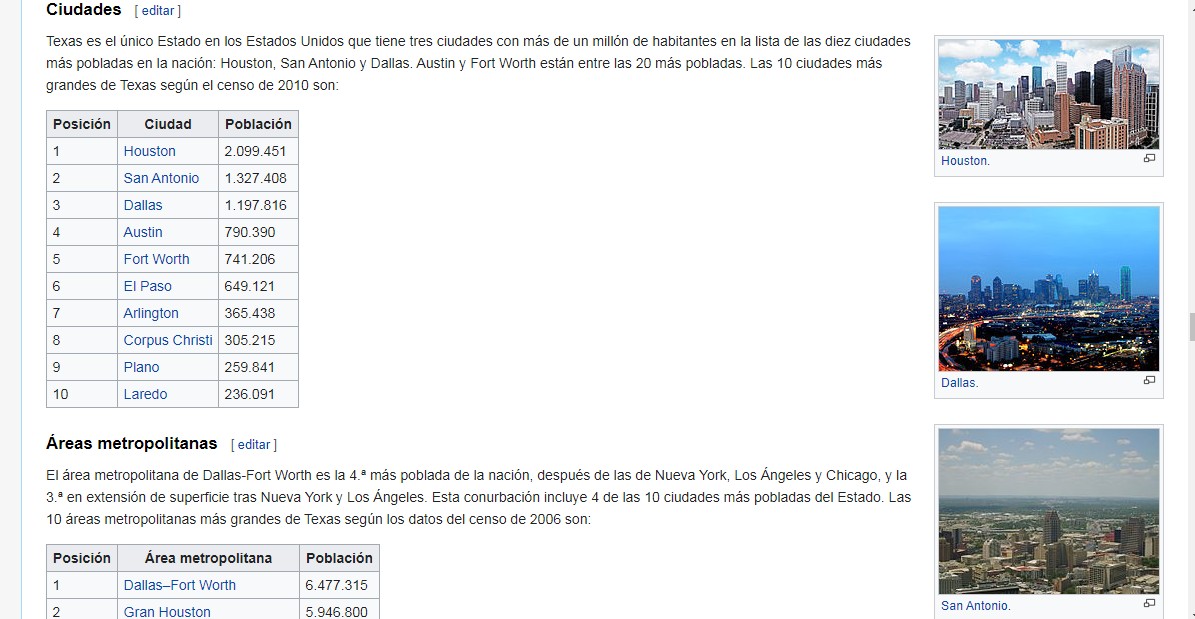 Ciudades [ editar ]
Texas es el único Estado en los Estados Unidos que tiene tres ciudades con más de un millón de habitantes en la lista de las diez ciudades
más pobladas en la nación: Houston, San Antonio y Dallas. Austin y Fort Worth están entre las 20 más pobladas. Las 10 ciudades más
grandes de Texas según el censo de 2010 son:
Posición Ciudad Población
1 Houston 2.099.451
2 San Antonio 1.327.408
3 Dallas 1.197.816
4 Austin 790.390
5 Fort Worth 741.206
6 El Paso 649.121
7 Arlington 365.438
8 Corpus Christi 305.215
9 Plano 259.841
10 Laredo 236.091
Áreas metropolitanas [ editar ]
El área metropolitana de Dallas-Fort Worth es la 4.ª más poblada de la nación, después de las de Nueva York, Los Ángeles y Chicago, y la
3.ª en extensión de superficie tras Nueva York y Los Ángeles. Esta conurbación incluye 4 de las 10 ciudades más pobladas del Estado. Las
10 áreas metropolitanas más grandes de Texas según los datos del censo de 2006 son:
Posición Área metropolitana Población
1 Dallas–Fort Worth 6.477.315
2 Gran Houston 5.946.800
Houston.
Dallas.
San Antonio.